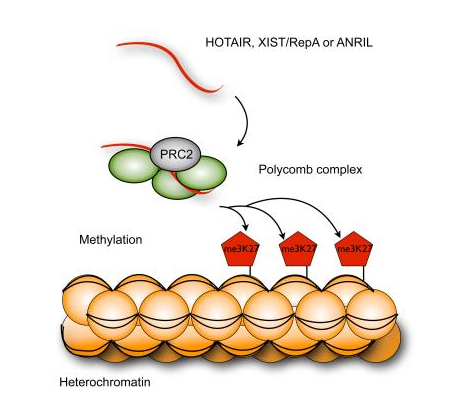 HOTAIR, XIST/RepA or ANRIL
PRC2
Polycomb complex
Methylation
me3K27 me3K27 me3K27
Heterochromatin